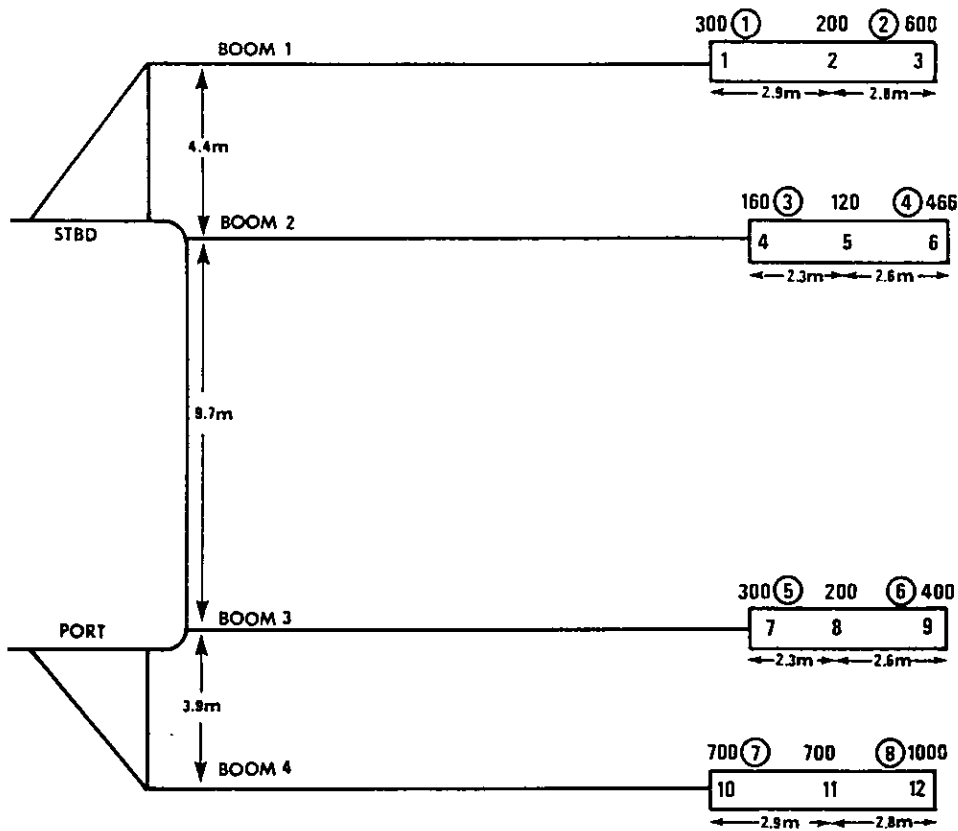 300 ① 200 ② 600
BOOM 1
1 2 3
2.9m 2.8m
4.4m
160 ③ 120 ④ 466
BOOM 2
STBD
4 5 6
2.3m 2.6m
9.7m
300 ⑤ 200 ⑥ 400
BOOM 3
PORT
7 8 9
2.3m 2.6m
3.9m
700 ⑦ 700 ⑧ 1000
BOOM 4
10 11 12
2.9m 2.8m